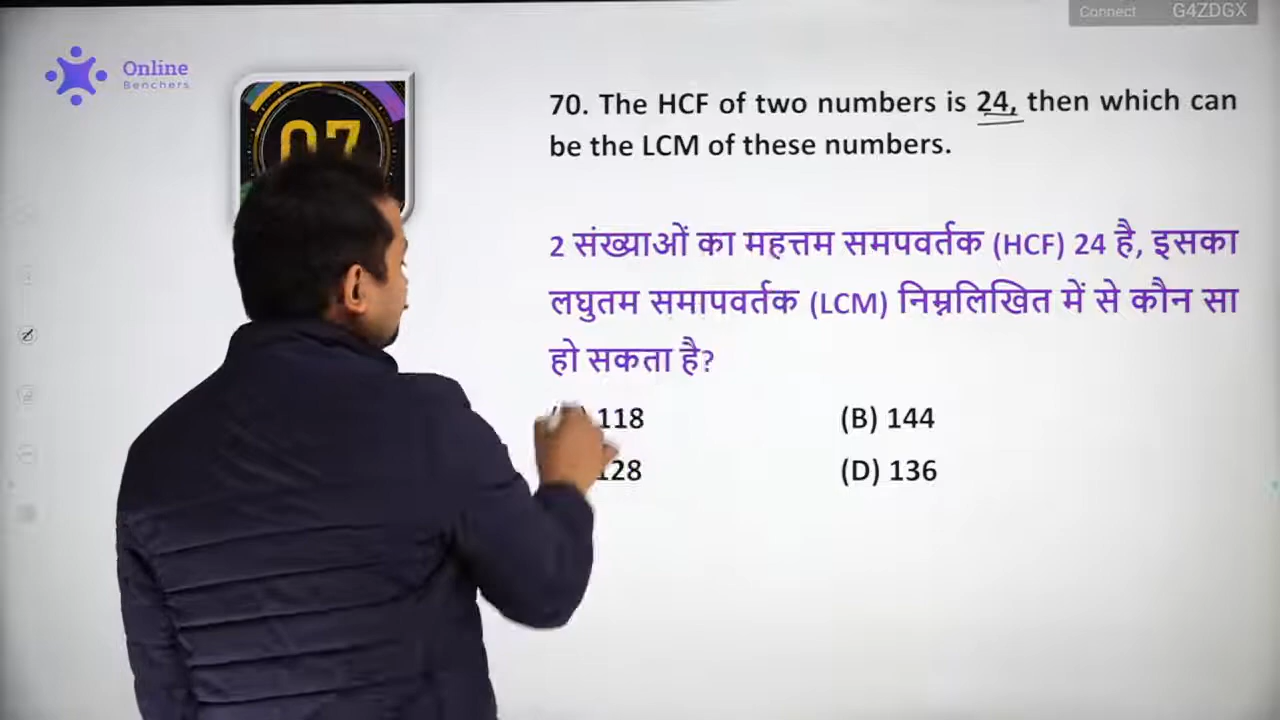 Connect G4ZDGX
Online
Benchers
07
70. The HCF of two numbers is 24, then which can
be the LCM of these numbers.
2 संख्याओं का महत्तम समपवर्तक (HCF) 24 है, इसका
लघुतम समापवर्तक (LCM) निम्नलिखित में से कौन सा
हो सकता है?
118 (B) 144
128 (D) 136